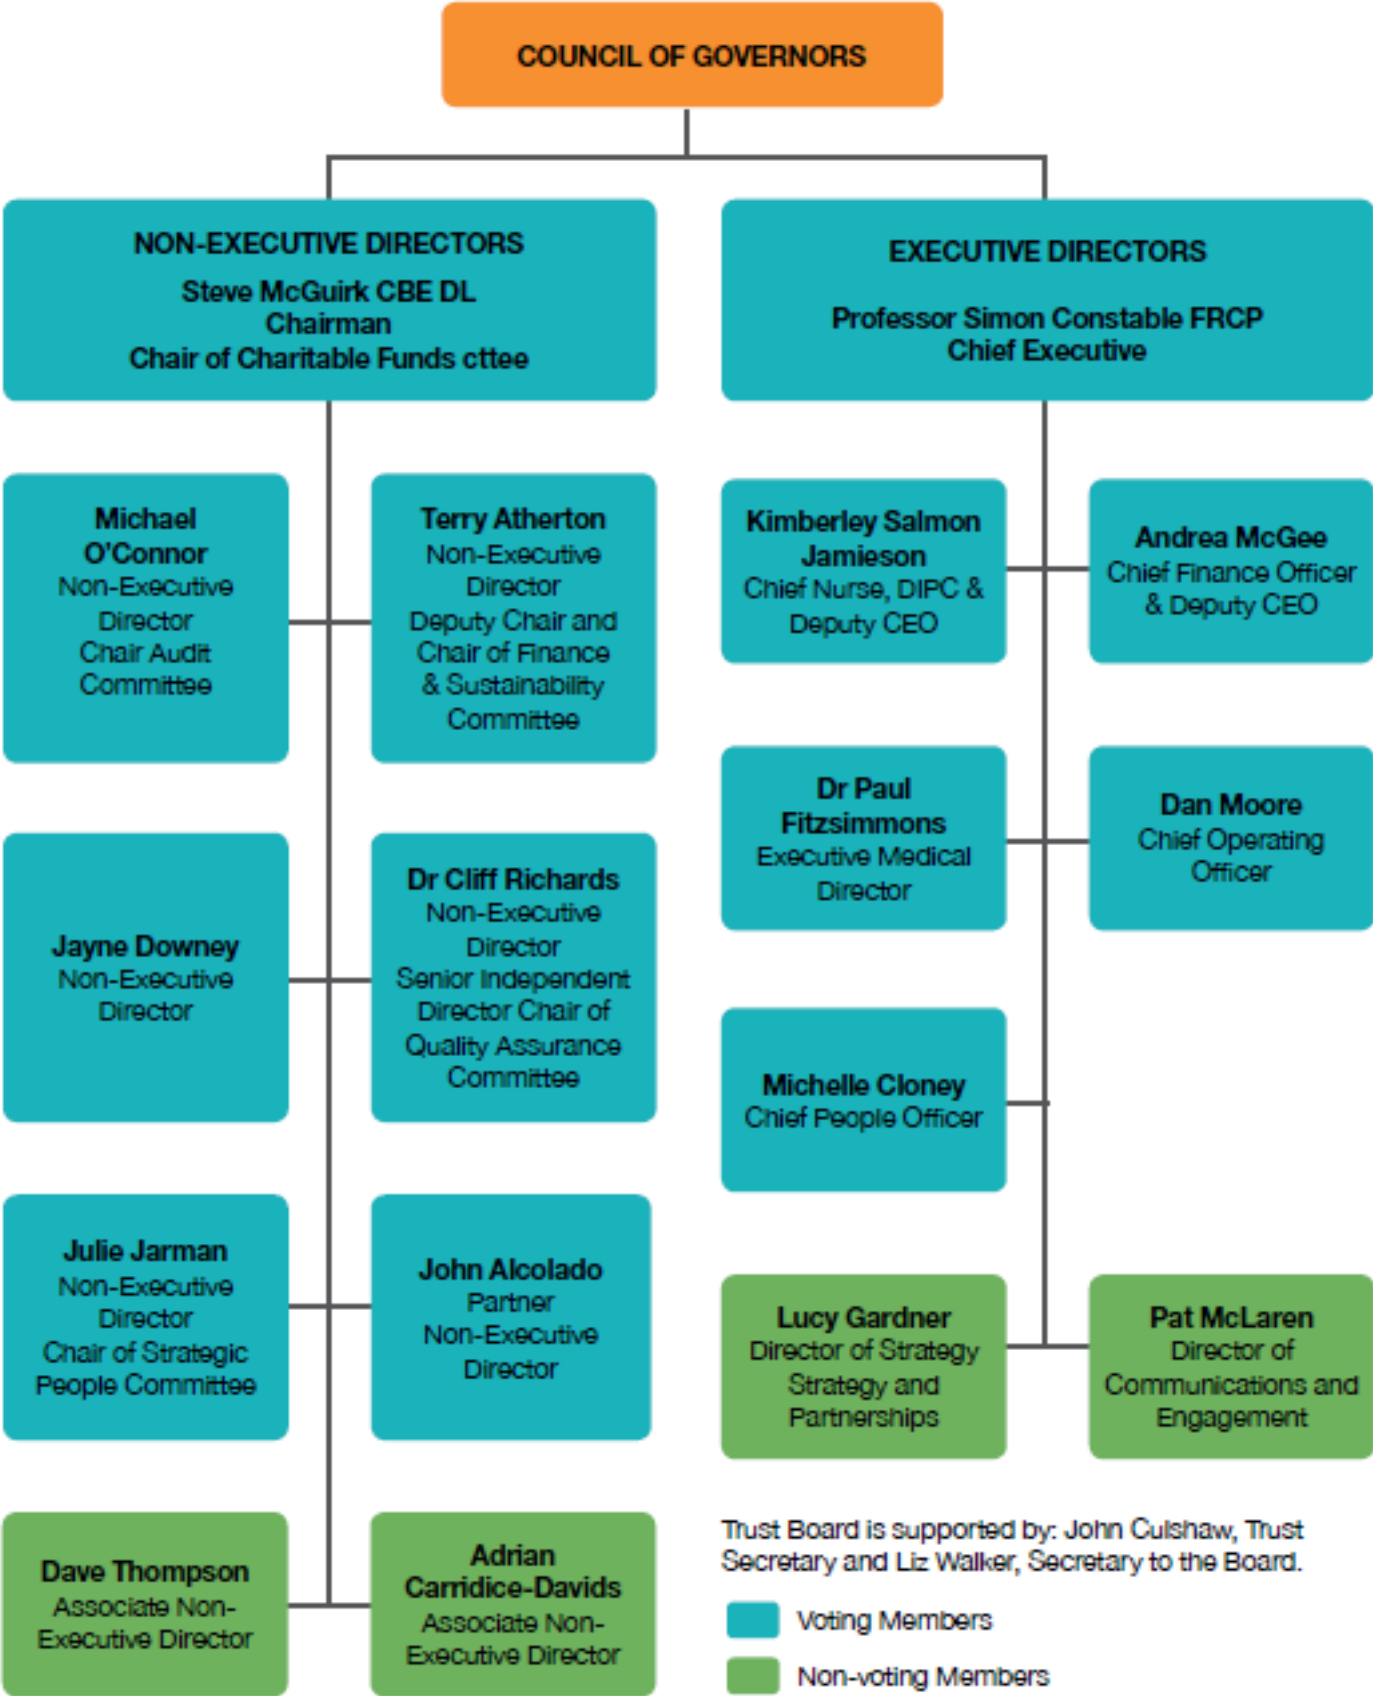 COUNCIL OF GOVERNORS
NON-EXECUTIVE DIRECTORS
Steve McGuirk CBE DL
Chairman
Chair of Charitable Funds cttee
EXECUTIVE DIRECTORS
Professor Simon Constable FRCP
Chief Executive
Michael
O'Connor
Non-Executive
Director
Chair Audit
Committee
Terry Atherton
Non-Executive
Director
Deputy Chair and
Chair of Finance
& Sustainability
Committee
Kimberley Salmon
Jamieson
Chief Nurse, DIPC &
Deputy CEO
Andrea McGee
Chief Finance Officer
& Deputy CEO
Dr Paul
Fitzsimmons
Executive Medical
Director
Dan Moore
Chief Operating
Officer
Jayne Downey
Non-Executive
Director
Dr Cliff Richards
Non-Executive
Director
Senior Independent
Director Chair of
Quality Assurance
Committee
Michelle Cloney
Chief People Officer
Julie Jarman
Non-Executive
Director
Chair of Strategic
People Committee
John Alcolado
Partner
Non-Executive
Director
Lucy Gardner
Director of Strategy
Strategy and
Partnerships
Pat McLaren
Director of
Communications and
Engagement
Dave Thompson
Associate Non-
Executive Director
Adrian
Carridice-Davids
Associate Non-
Executive Director
Trust Board is supported by: John Culshaw, Trust
Secretary and Liz Walker, Secretary to the Board.
Voting Members
Non-voting Members